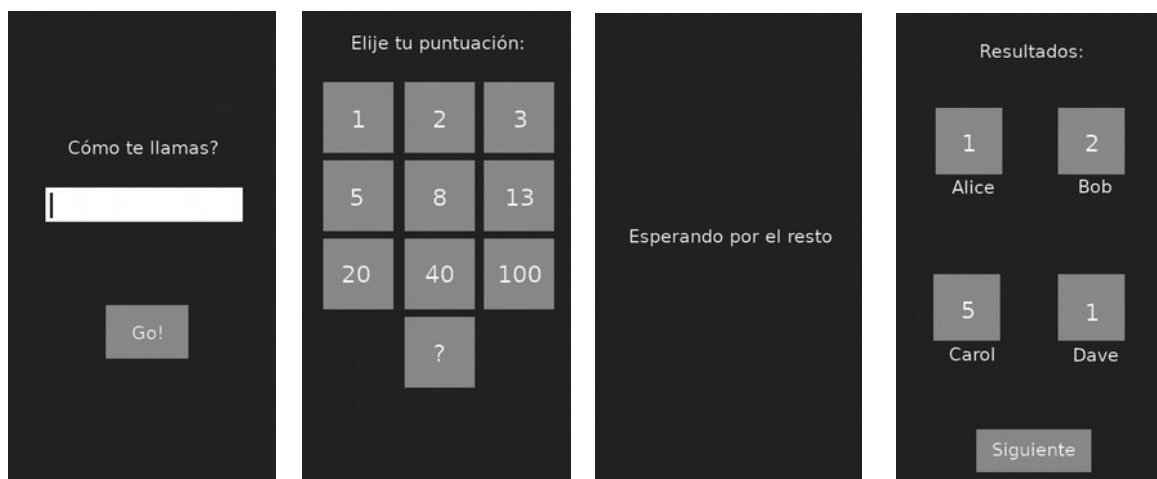 Cómo te llamas?
Go!
Elije tu puntuación:
1 2 3
5 8 13
20 40 100
?
Esperando por el resto
Resultados:
1 2
Alice Bob
5 1
Carol Dave
Siguiente